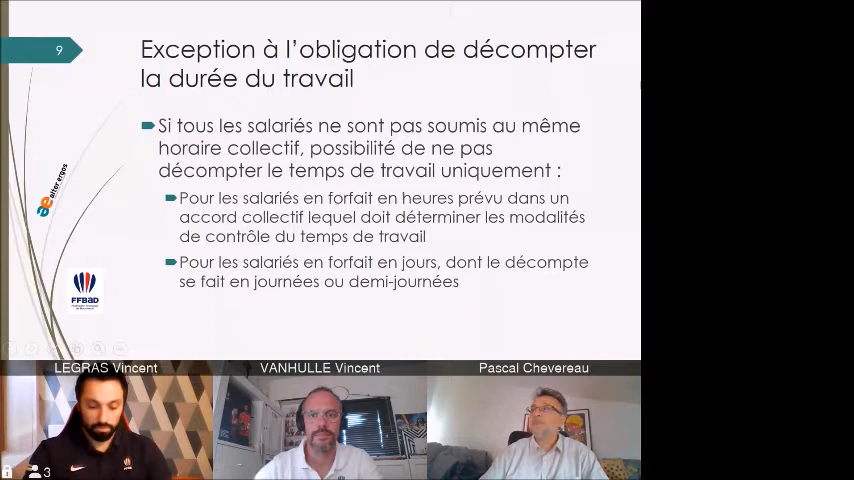 9
Exception à l’obligation de décompter
la durée du travail
Si tous les salariés ne sont pas soumis au même
horaire collectif, possibilité de ne pas
décompter le temps de travail uniquement :
Pour les salariés en forfait en heures prévu dans un
accord collectif lequel doit déterminer les modalités
de contrôle du temps de travail
Pour les salariés en forfait en jours, dont le décompte
se fait en journées ou demi-journées
ae alter ergos
FFBaD
LEGRAS Vincent
VANHULLE Vincent
Pascal Chevereau
3